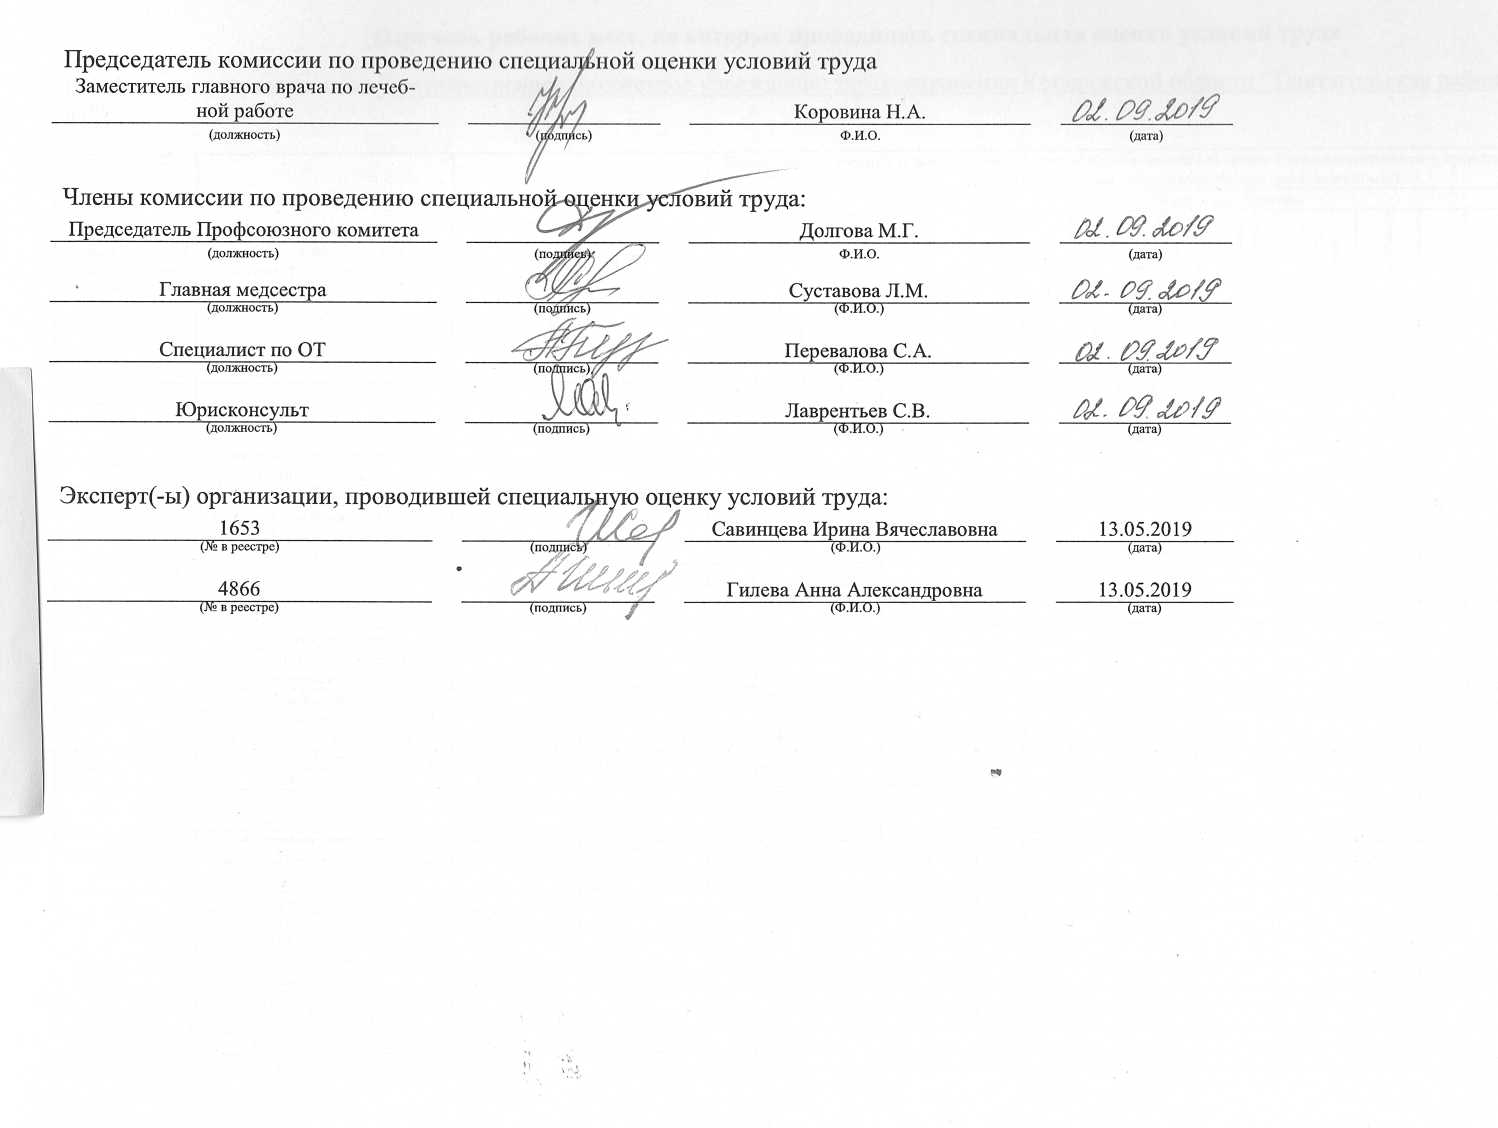 Председатель комиссии по проведению специальной оценки условий труда
Заместитель главного врача по лечеб-
ной работе Коровина Н.А. 02.09.2019
(должность) (подпись) Ф.И.О. (дата)
Члены комиссии по проведению специальной оценки условий труда:
Председатель Профсоюзного комитета Долгова М.Г. 02.09.2019
(должность) (подпись) Ф.И.О. (дата)
Главная медсестра Суставова Л.М. 02.09.2019
(должность) (подпись) (Ф.И.О.) (дата)
Специалист по ОТ Перевалова С.А. 02.09.2019
(должность) (подпись) (Ф.И.О.) (дата)
Юрисконсульт Лаврентьев С.В. 02.09.2019
(должность) (подпись) (Ф.И.О.) (дата)
Эксперт(-ы) организации, проводившей специальную оценку условий труда:
1653 Савинцева Ирина Вячеславовна 13.05.2019
(№ в реестре) (подпись) (Ф.И.О.) (дата)
4866 Гилева Анна Александровна 13.05.2019
(№ в реестре) (подпись) (Ф.И.О.) (дата)